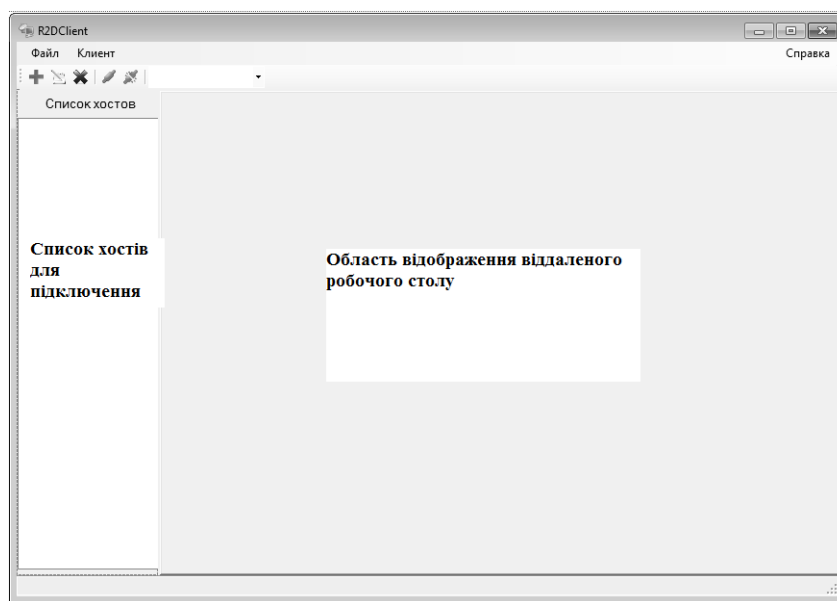 R2DClient
Файл Клиент Справка
Список хостов
Список хостів
для
підключення
Область відображення віддаленого
робочого столу